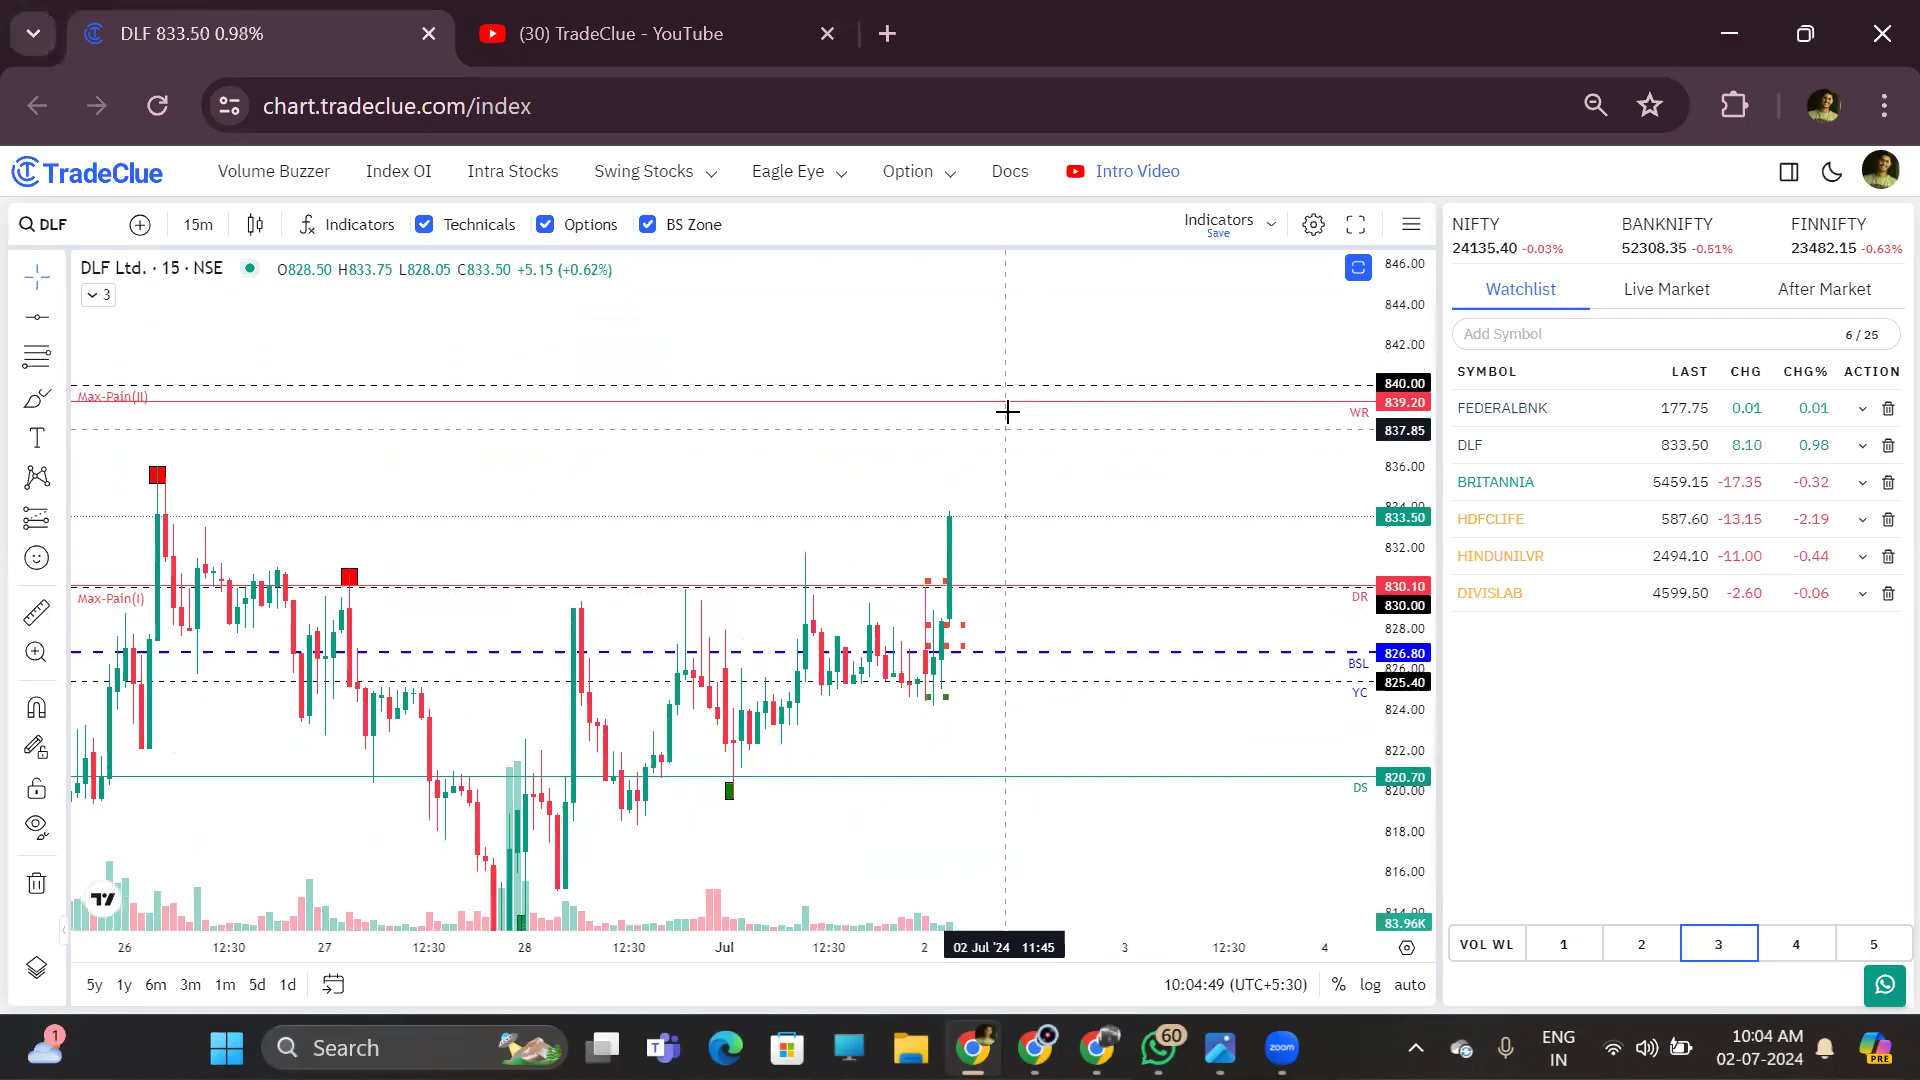 DLF 833.50 0.98%
(30) TradeClue - YouTube
chart.tradeclue.com/index
TradeClue
Volume Buzzer Index OI Intra Stocks Swing Stocks Eagle Eye Option Docs Intro Video
DLF 15m Indicators Technicals Options BS Zone Indicators
Save
DLF Ltd. · 15 · NSE O828.50 H833.75 L828.05 C833.50 +5.15 (+0.62%)
3
846.00
844.00
842.00
840.00
Max-Pain(II) 839.20
WR
837.85
836.00
834.00
833.50
832.00
830.10
Max-Pain(I) DR 830.00
828.00
826.80
BSL
826.00
825.40
YC
824.00
822.00
820.70
DS 820.00
818.00
816.00
814.00
83.96K
26 12:30 27 12:30 28 12:30 Jul 12:30 2 02 Jul '24 11:45 3 12:30 4
5y 1y 6m 3m 1m 5d 1d 10:04:49 (UTC+5:30) % log auto
NIFTY BANKNIFTY FINNIFTY
24135.40 -0.03% 52308.35 -0.51% 23482.15 -0.63%
Watchlist Live Market After Market
Add Symbol 6 / 25
SYMBOL LAST CHG CHG% ACTION
FEDERALBNK 177.75 0.01 0.01
DLF 833.50 8.10 0.98
BRITANNIA 5459.15 -17.35 -0.32
HDFCLIFE 587.60 -13.15 -2.19
HINDUNILVR 2494.10 -11.00 -0.44
DIVISLAB 4599.50 -2.60 -0.06
VOL WL 1 2 3 4 5
1
Search
60
zoom
ENG
IN
10:04 AM
02-07-2024
PRE